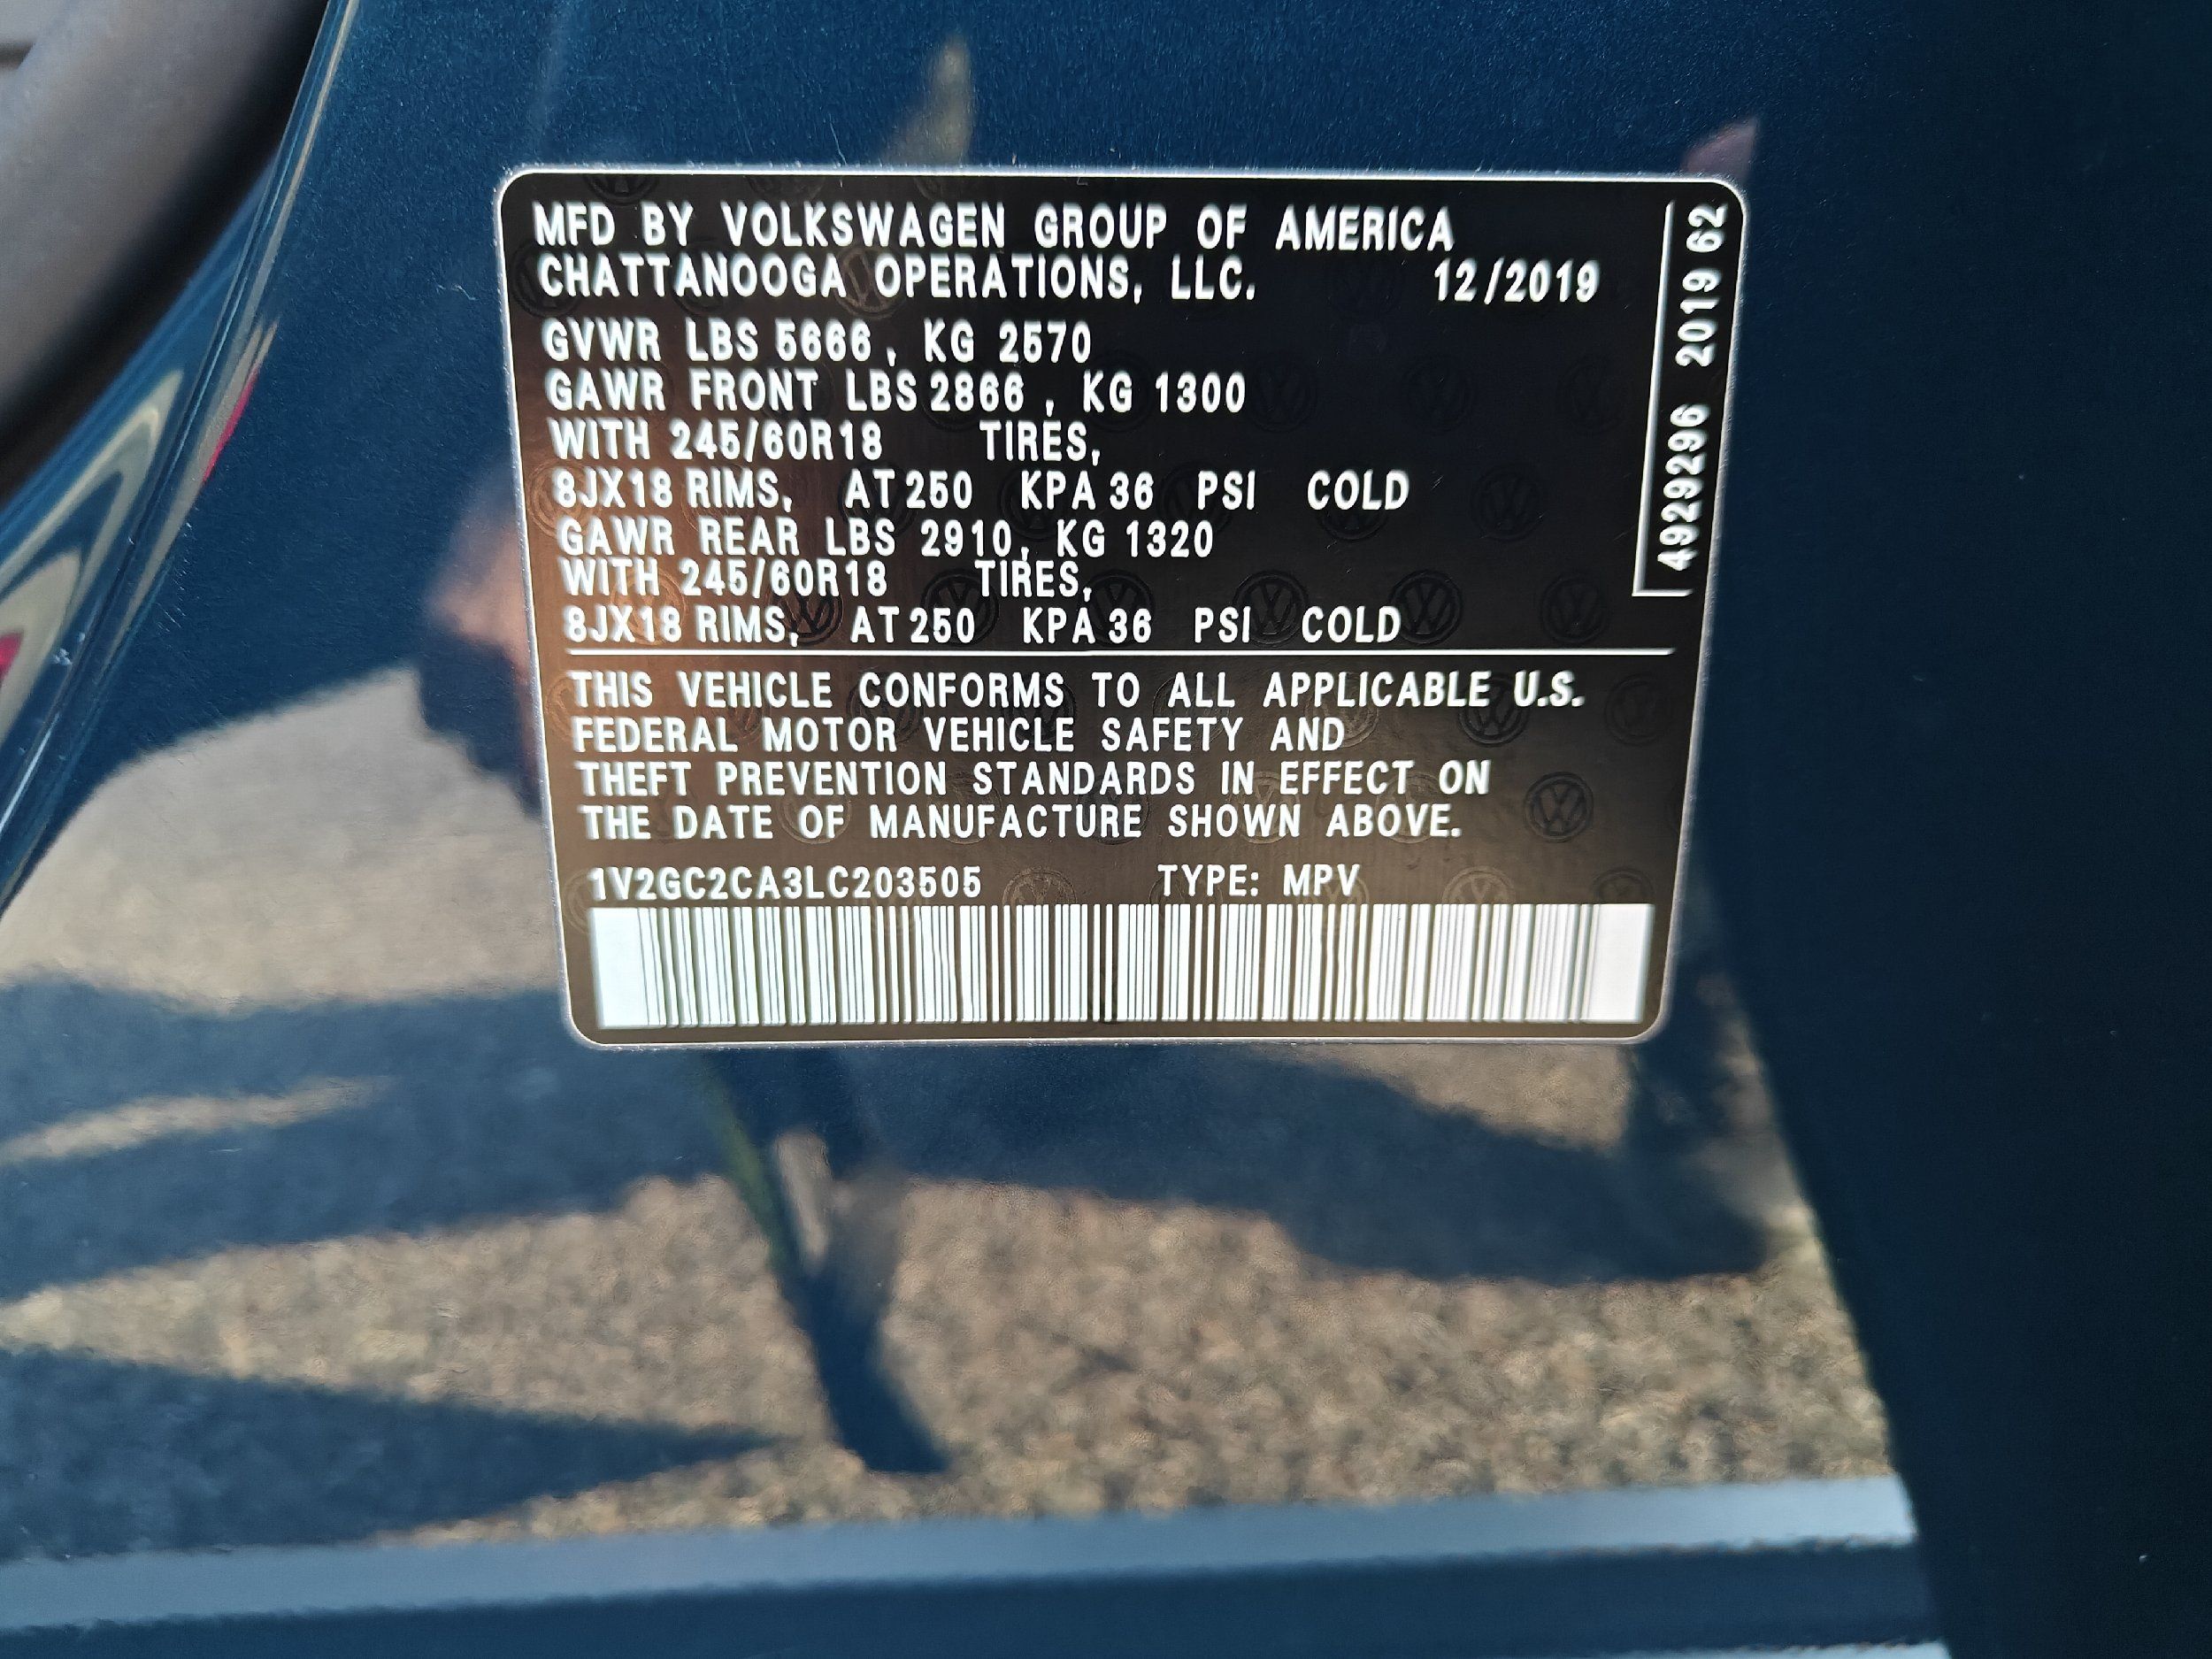 MFD BY VOLKSWAGEN GROUP OF AMERICA
CHATTANOOGA OPERATIONS, LLC. 12/2019
GVWR LBS 5666, KG 2570
GAWR FRONT LBS 2866, KG 1300
WITH 245/60R18 TIRES,
8JX18 RIMS, AT 250 KPA 36 PSI COLD
GAWR REAR LBS 2910, KG 1320
WITH 245/60R18 TIRES,
8JX18 RIMS, AT 250 KPA 36 PSI COLD
THIS VEHICLE CONFORMS TO ALL APPLICABLE U.S.
FEDERAL MOTOR VEHICLE SAFETY AND
THEFT PREVENTION STANDARDS IN EFFECT ON
THE DATE OF MANUFACTURE SHOWN ABOVE.
1V2GC2CA3LC203505 TYPE: MPV
4929296 2019 62